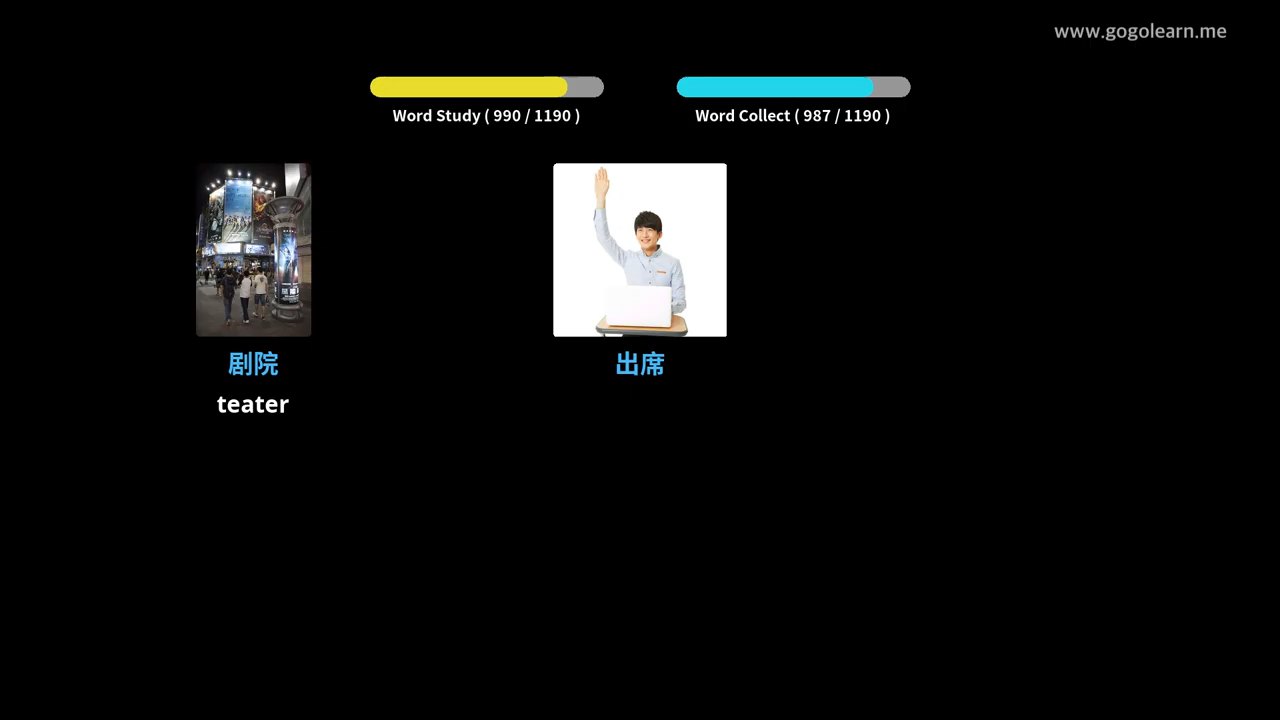 www.gogolearn.me
Word Study ( 990 / 1190 )
Word Collect ( 987 / 1190 )
剧院
出席
teater